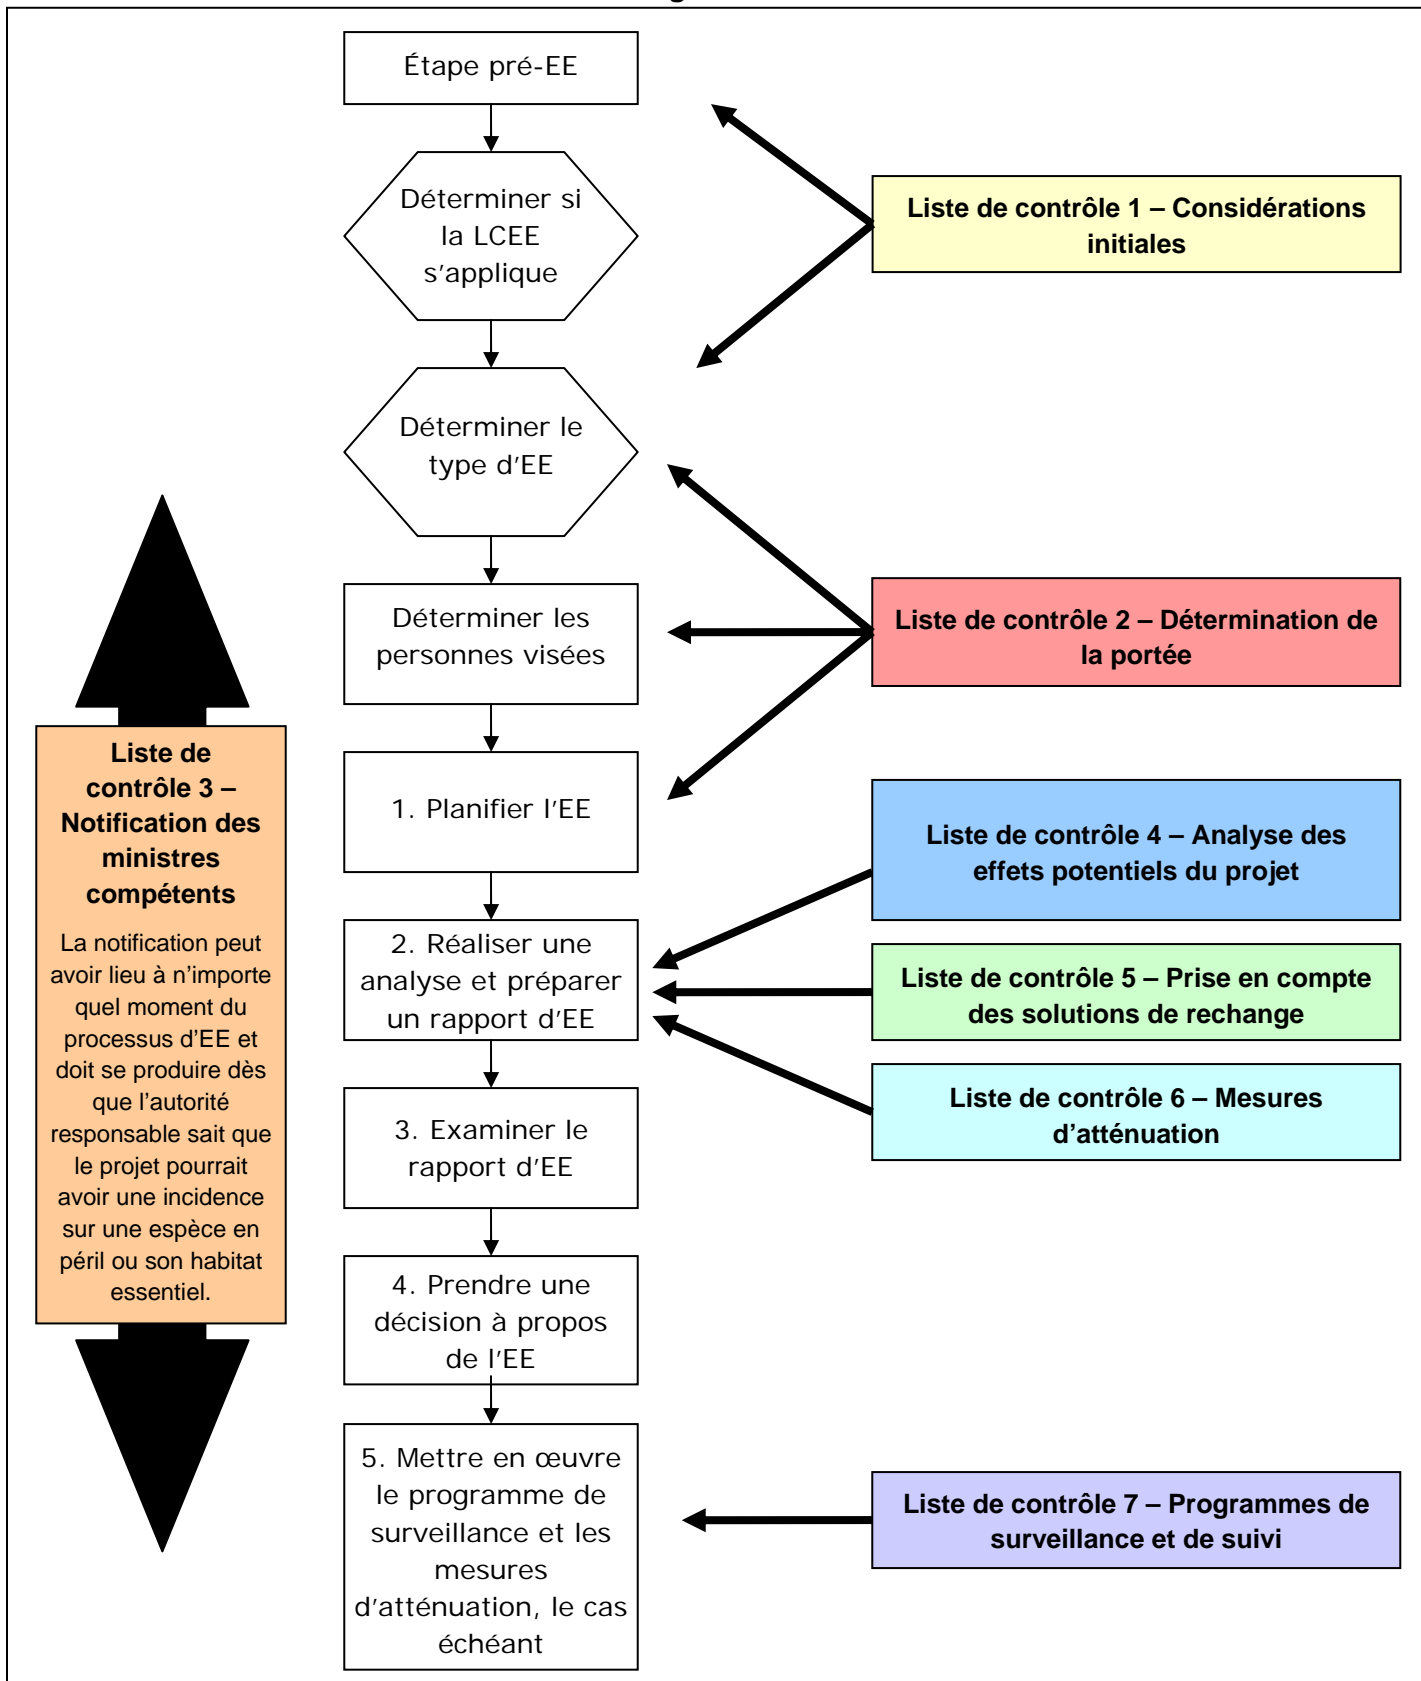 Étape pré-EE
Déterminer si
la LCEE
s'applique
Liste de contrôle 1 – Considérations
initiales
Déterminer le
type d'EE
Déterminer les
personnes visées
Liste de contrôle 2 – Détermination de
la portée
Liste de
contrôle 3 –
Notification des
ministres
compétents
La notification peut
avoir lieu à n'importe
quel moment du
processus d'EE et
doit se produire dès
que l'autorité
responsable sait que
le projet pourrait
avoir une incidence
sur une espèce en
péril ou son habitat
essentiel.
1. Planifier l'EE
Liste de contrôle 4 – Analyse des
effets potentiels du projet
2. Réaliser une
analyse et préparer
un rapport d'EE
Liste de contrôle 5 – Prise en compte
des solutions de rechange
Liste de contrôle 6 – Mesures
d'atténuation
3. Examiner le
rapport d'EE
4. Prendre une
décision à propos
de l'EE
5. Mettre en œuvre
le programme de
surveillance et les
mesures
d'atténuation, le cas
échéant
Liste de contrôle 7 – Programmes de
surveillance et de suivi